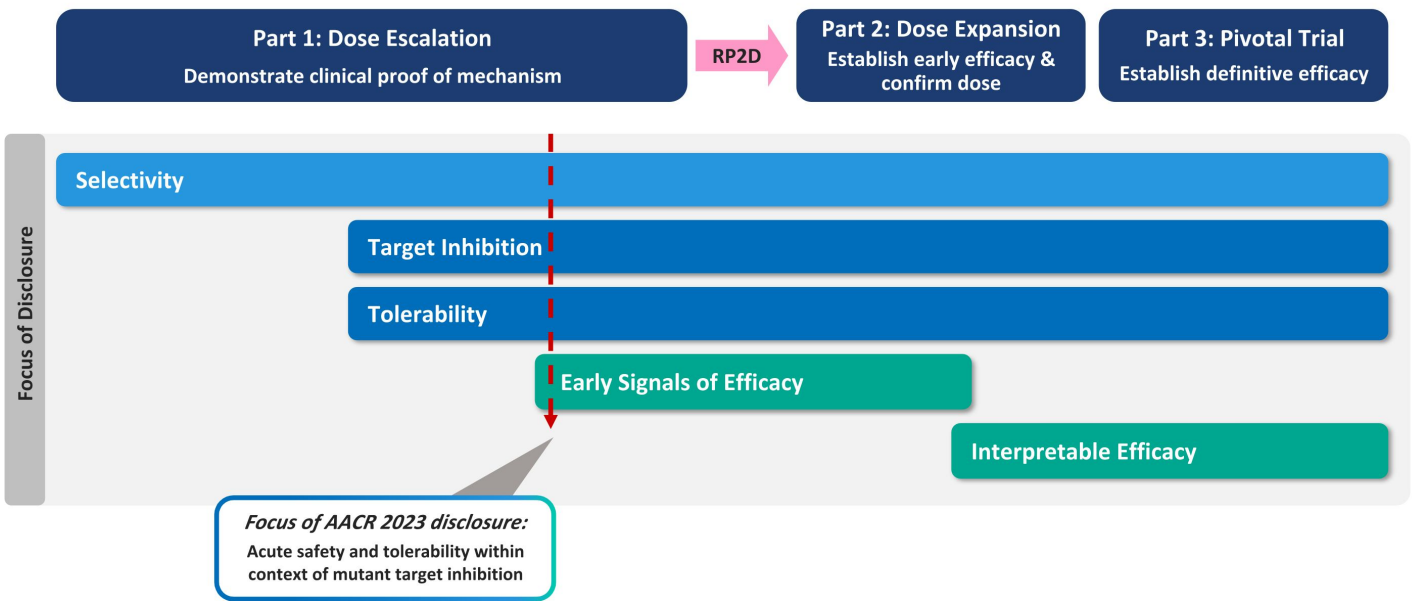 Part 1: Dose Escalation
Demonstrate clinical proof of mechanism
RP2D
Part 2: Dose Expansion
Establish early efficacy &
confirm dose
Part 3: Pivotal Trial
Establish definitive efficacy
Focus of Disclosure
Selectivity
Target Inhibition
Tolerability
Early Signals of Efficacy
Interpretable Efficacy
Focus of AACR 2023 disclosure:
Acute safety and tolerability within
context of mutant target inhibition